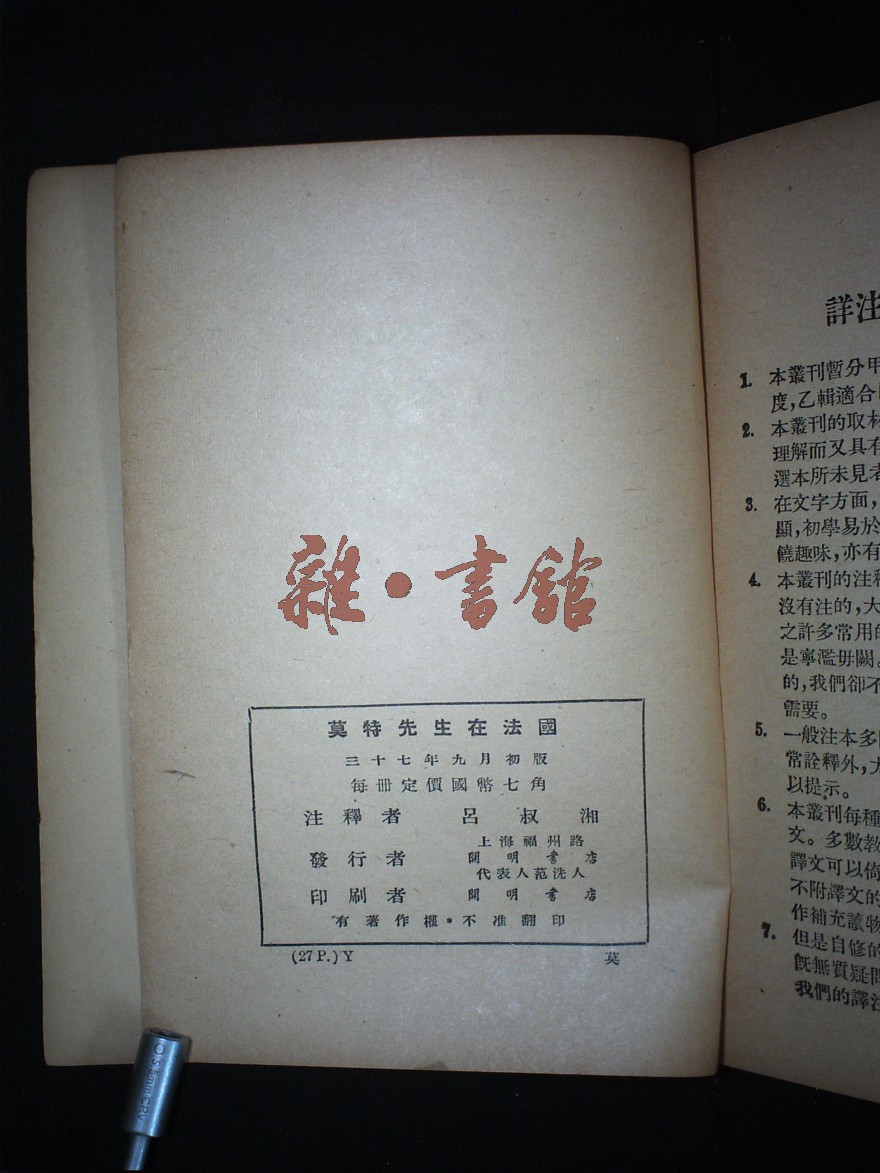 雜·書館
莫特先生在法國
三十七年九月初版
每冊定價國幣七角
注釋者 呂叔湘
發行者 上海福州路 開明書店 代表人范洗人
印刷者 開明書店
有著作權*不准翻印
(27 P.) Y 莫
詳注
1. 本叢刊暫分甲
度,乙輯適合
2. 本叢刊的取材
理解而又具有
選本所未見者
3. 在文字方面,
顯,初學易於
饒趣味,亦有
4. 本叢刊的注釋
沒有注的,大
之許多常用的
是寧濫毋闕。
的,我們卻不
需要。
5. 一般注本多
常詮釋外,大
以提示。
6. 本叢刊每種
文。多數教
譯文可以倚
不附譯文的
作補充讀物
7. 但是自修的
既無質疑問
我們的譯注